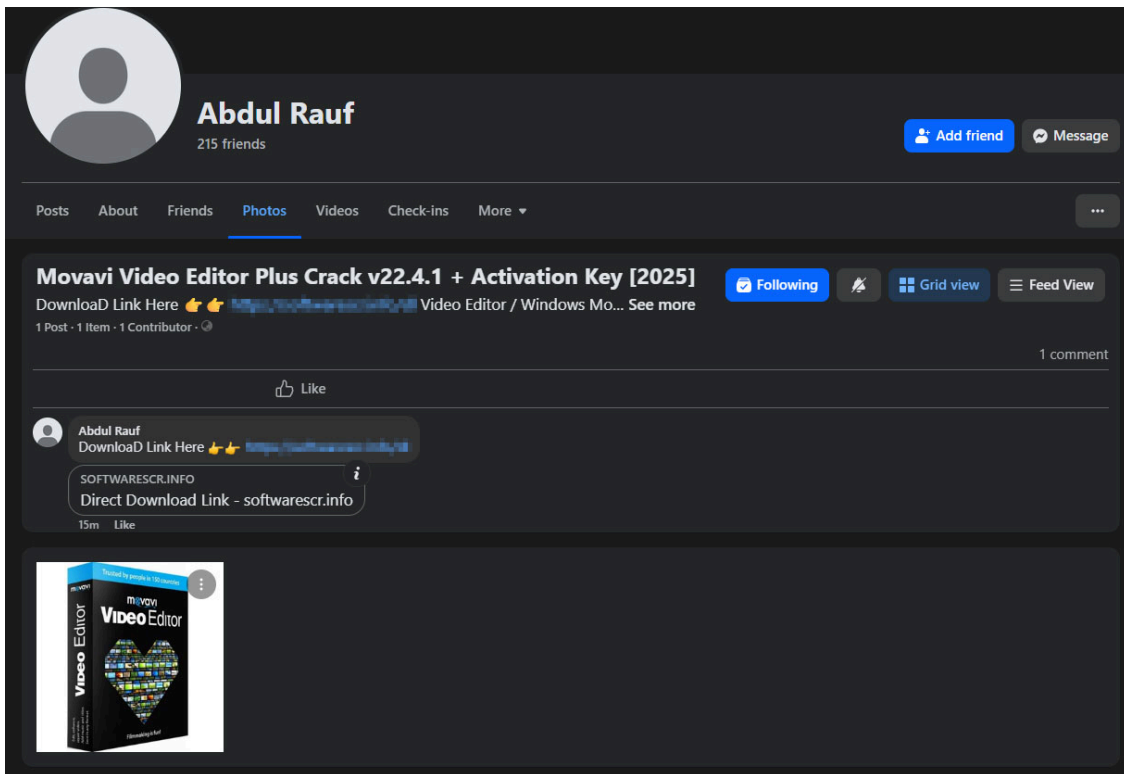 Abdul Rauf
215 friends
Add friend
Message
Posts About Friends Photos Videos Check-ins More
Movavi Video Editor Plus Crack v22.4.1 + Activation Key [2025]
DownloaD Link Here 👉 👉 Video Editor / Windows Mo... See more
1 Post · 1 Item · 1 Contributor ·
Following
Grid view
Feed View
1 comment
Like
Abdul Rauf
DownloaD Link Here 👉👉
SOFTWARESCR.INFO
Direct Download Link - softwarescr.info
15m Like
Trusted by people in 150 countries
movavi
movavi
Video Editor
Video Editor
Filmmaking is fun!